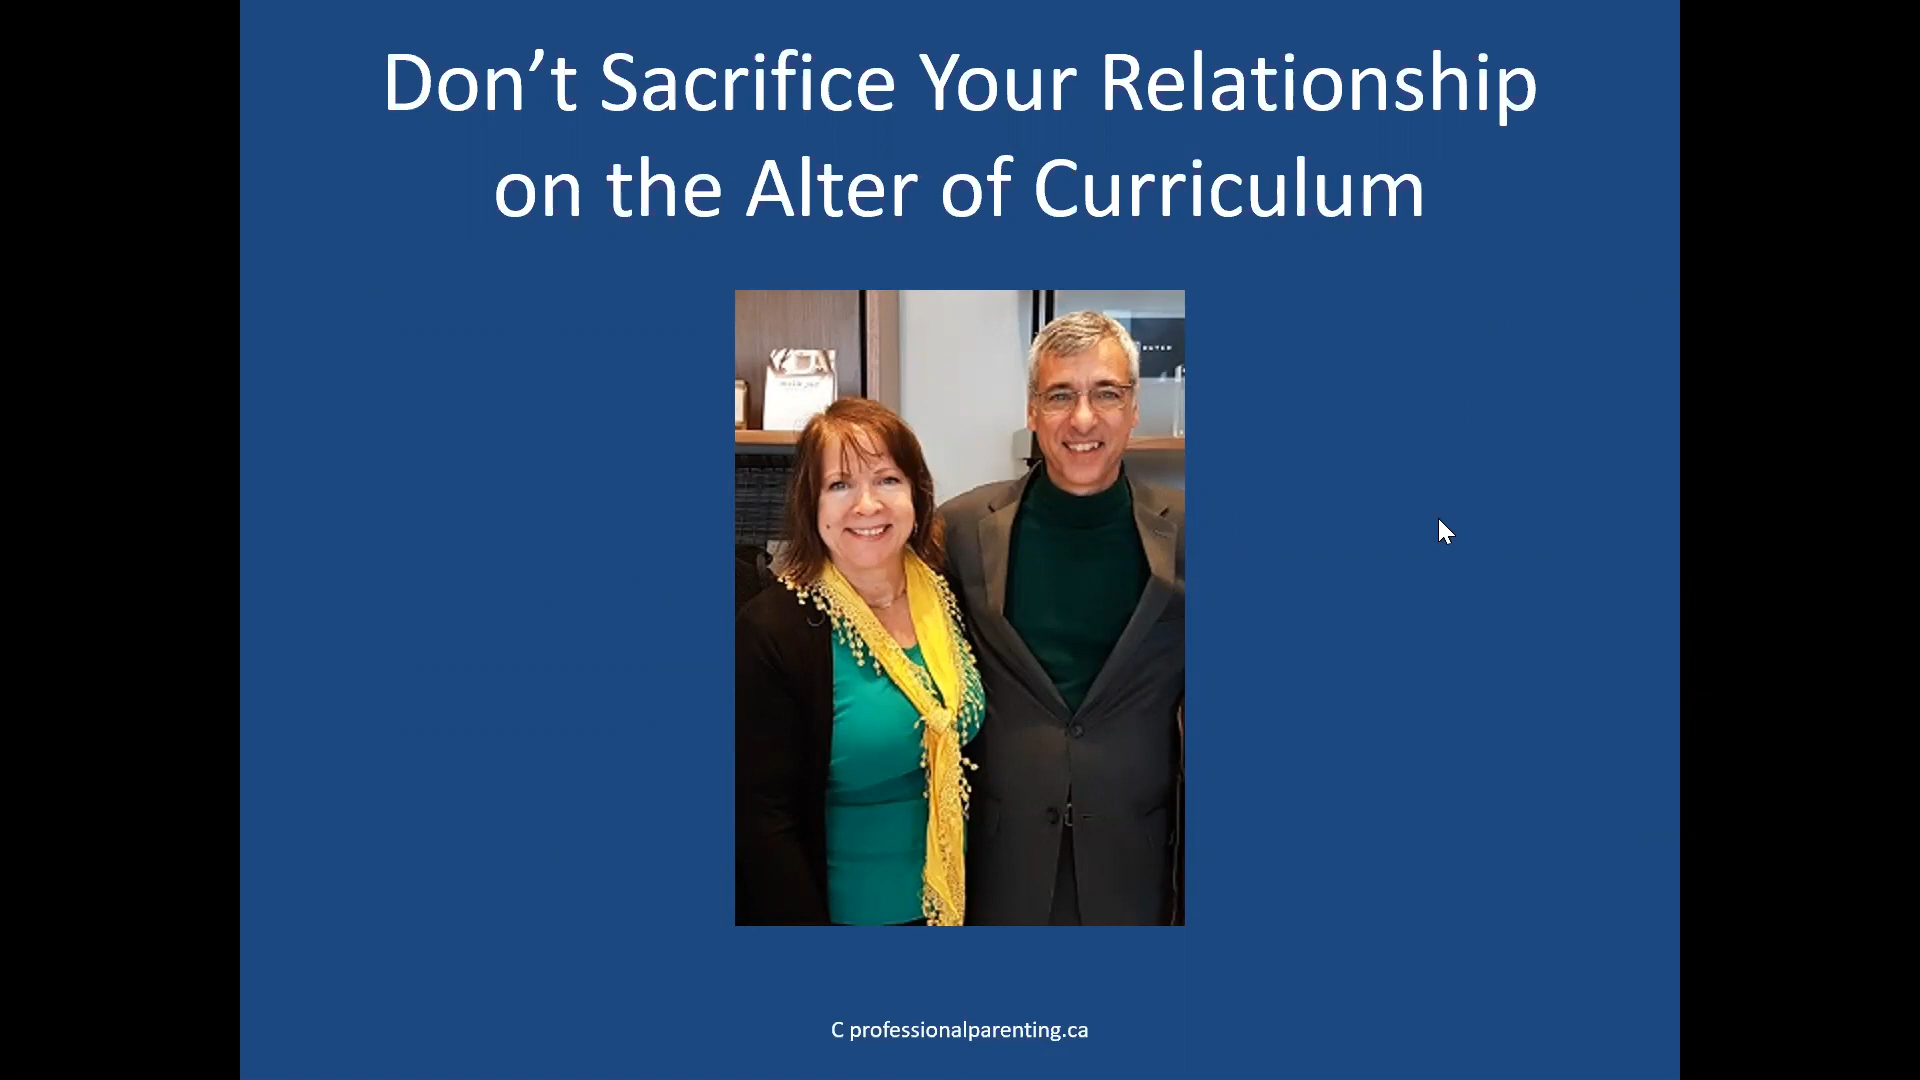 Don’t Sacrifice Your Relationship
on the Alter of Curriculum
C professionalparenting.ca